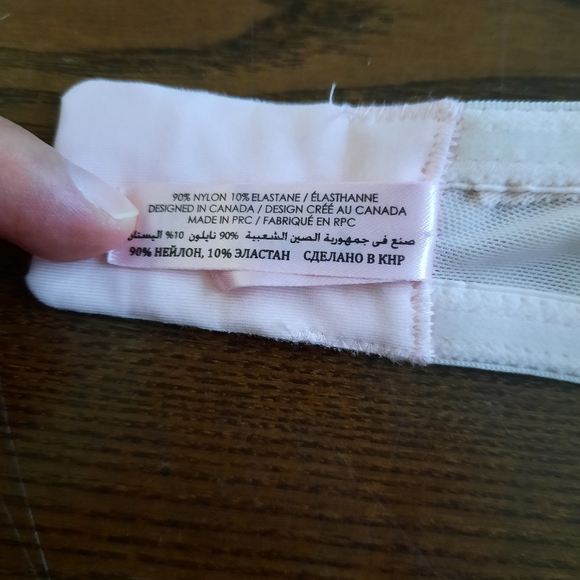 90% NYLON 10% ELASTANE / ÉLASTHANNE
DESIGNED IN CANADA / DESIGN CRÉÉ AU CANADA
MADE IN PRC / FABRIQUÉ EN RPC
صنع في جمهورية الصين الشعبية 90% نايلون 10% اليستان
90% НЕЙЛОН, 10% ЭЛАСТАН СДЕЛАНО В КНР